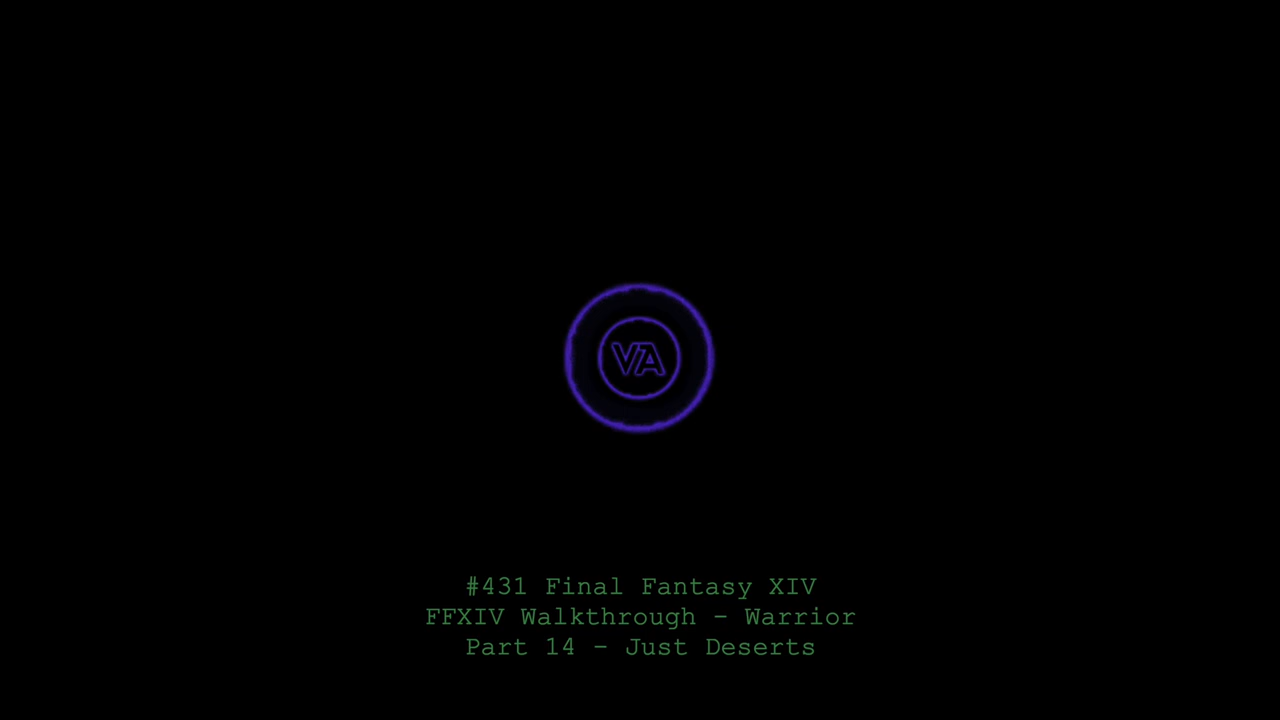 VA
#431 Final Fantasy XIV
FFXIV Walkthrough - Warrior
Part 14 - Just Deserts